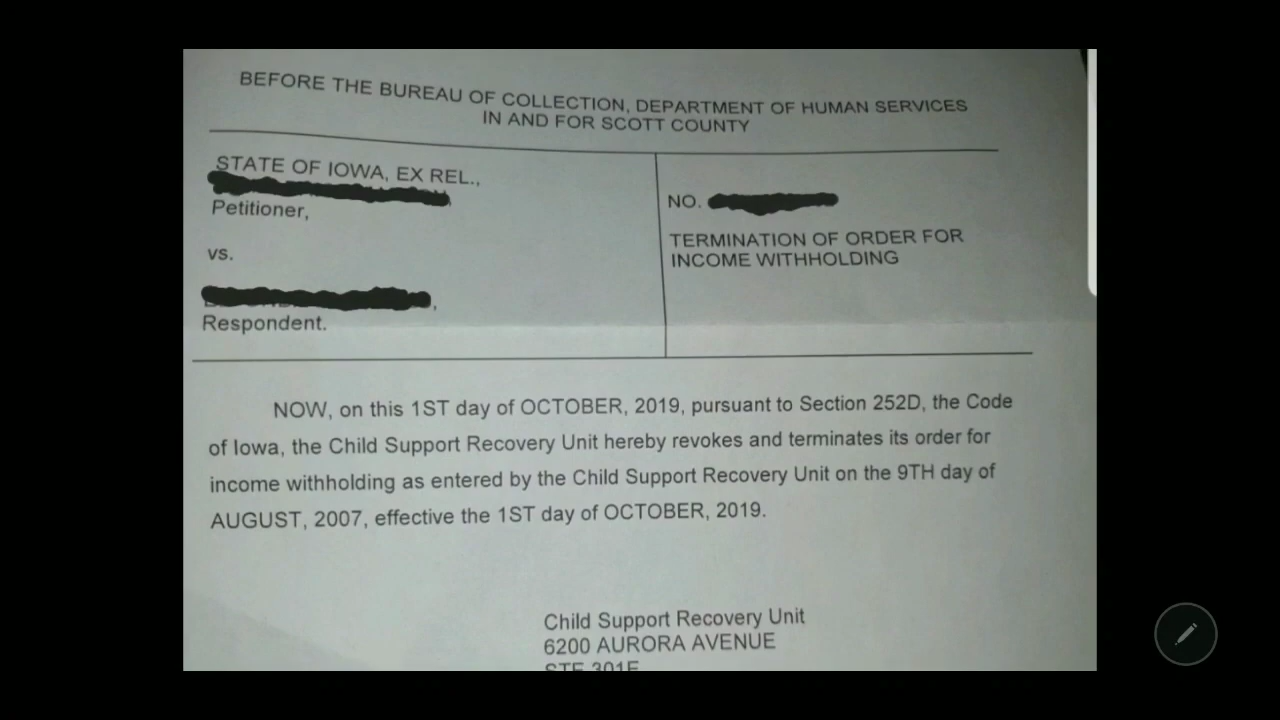 BEFORE THE BUREAU OF COLLECTION, DEPARTMENT OF HUMAN SERVICES
IN AND FOR SCOTT COUNTY
STATE OF IOWA, EX REL.,
Petitioner,
vs.
Respondent.
NO.
TERMINATION OF ORDER FOR
INCOME WITHHOLDING
NOW, on this 1ST day of OCTOBER, 2019, pursuant to Section 252D, the Code
of Iowa, the Child Support Recovery Unit hereby revokes and terminates its order for
income withholding as entered by the Child Support Recovery Unit on the 9TH day of
AUGUST, 2007, effective the 1ST day of OCTOBER, 2019.
Child Support Recovery Unit
6200 AURORA AVENUE
STE 301E